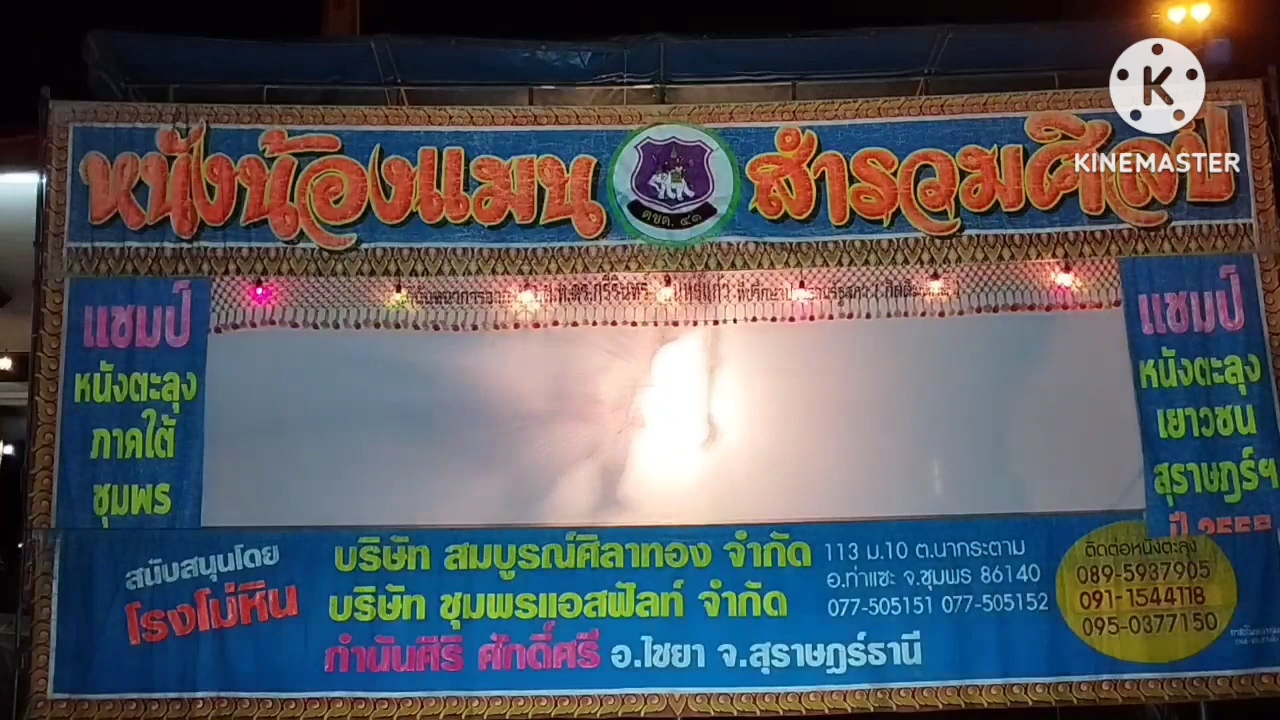 KINEMASTER
หนังน้องแมน
ตชด. ๔๑
สำรวมศิลป์
แชมป์
หนังตะลุง
ภาคใต้
ชุมพร
แชมป์
หนังตะลุง
เยาวชน
สุราษฎร์ฯ
ปี 2555
สนับสนุนโดย
โรงโม่หิน
บริษัท สมบูรณ์ศิลาทอง จำกัด
บริษัท ชุมพรแอสฟัลท์ จำกัด
กำนันศิริ ศักดิ์ศรี อ.ไชยา จ.สุราษฎร์ธานี
113 ม.10 ต.นากระตาม
อ.ท่าแซะ จ.ชุมพร 86140
077-505151 077-505152
ติดต่อหนังตะลุง
089-5937905
091-1544118
095-0377150